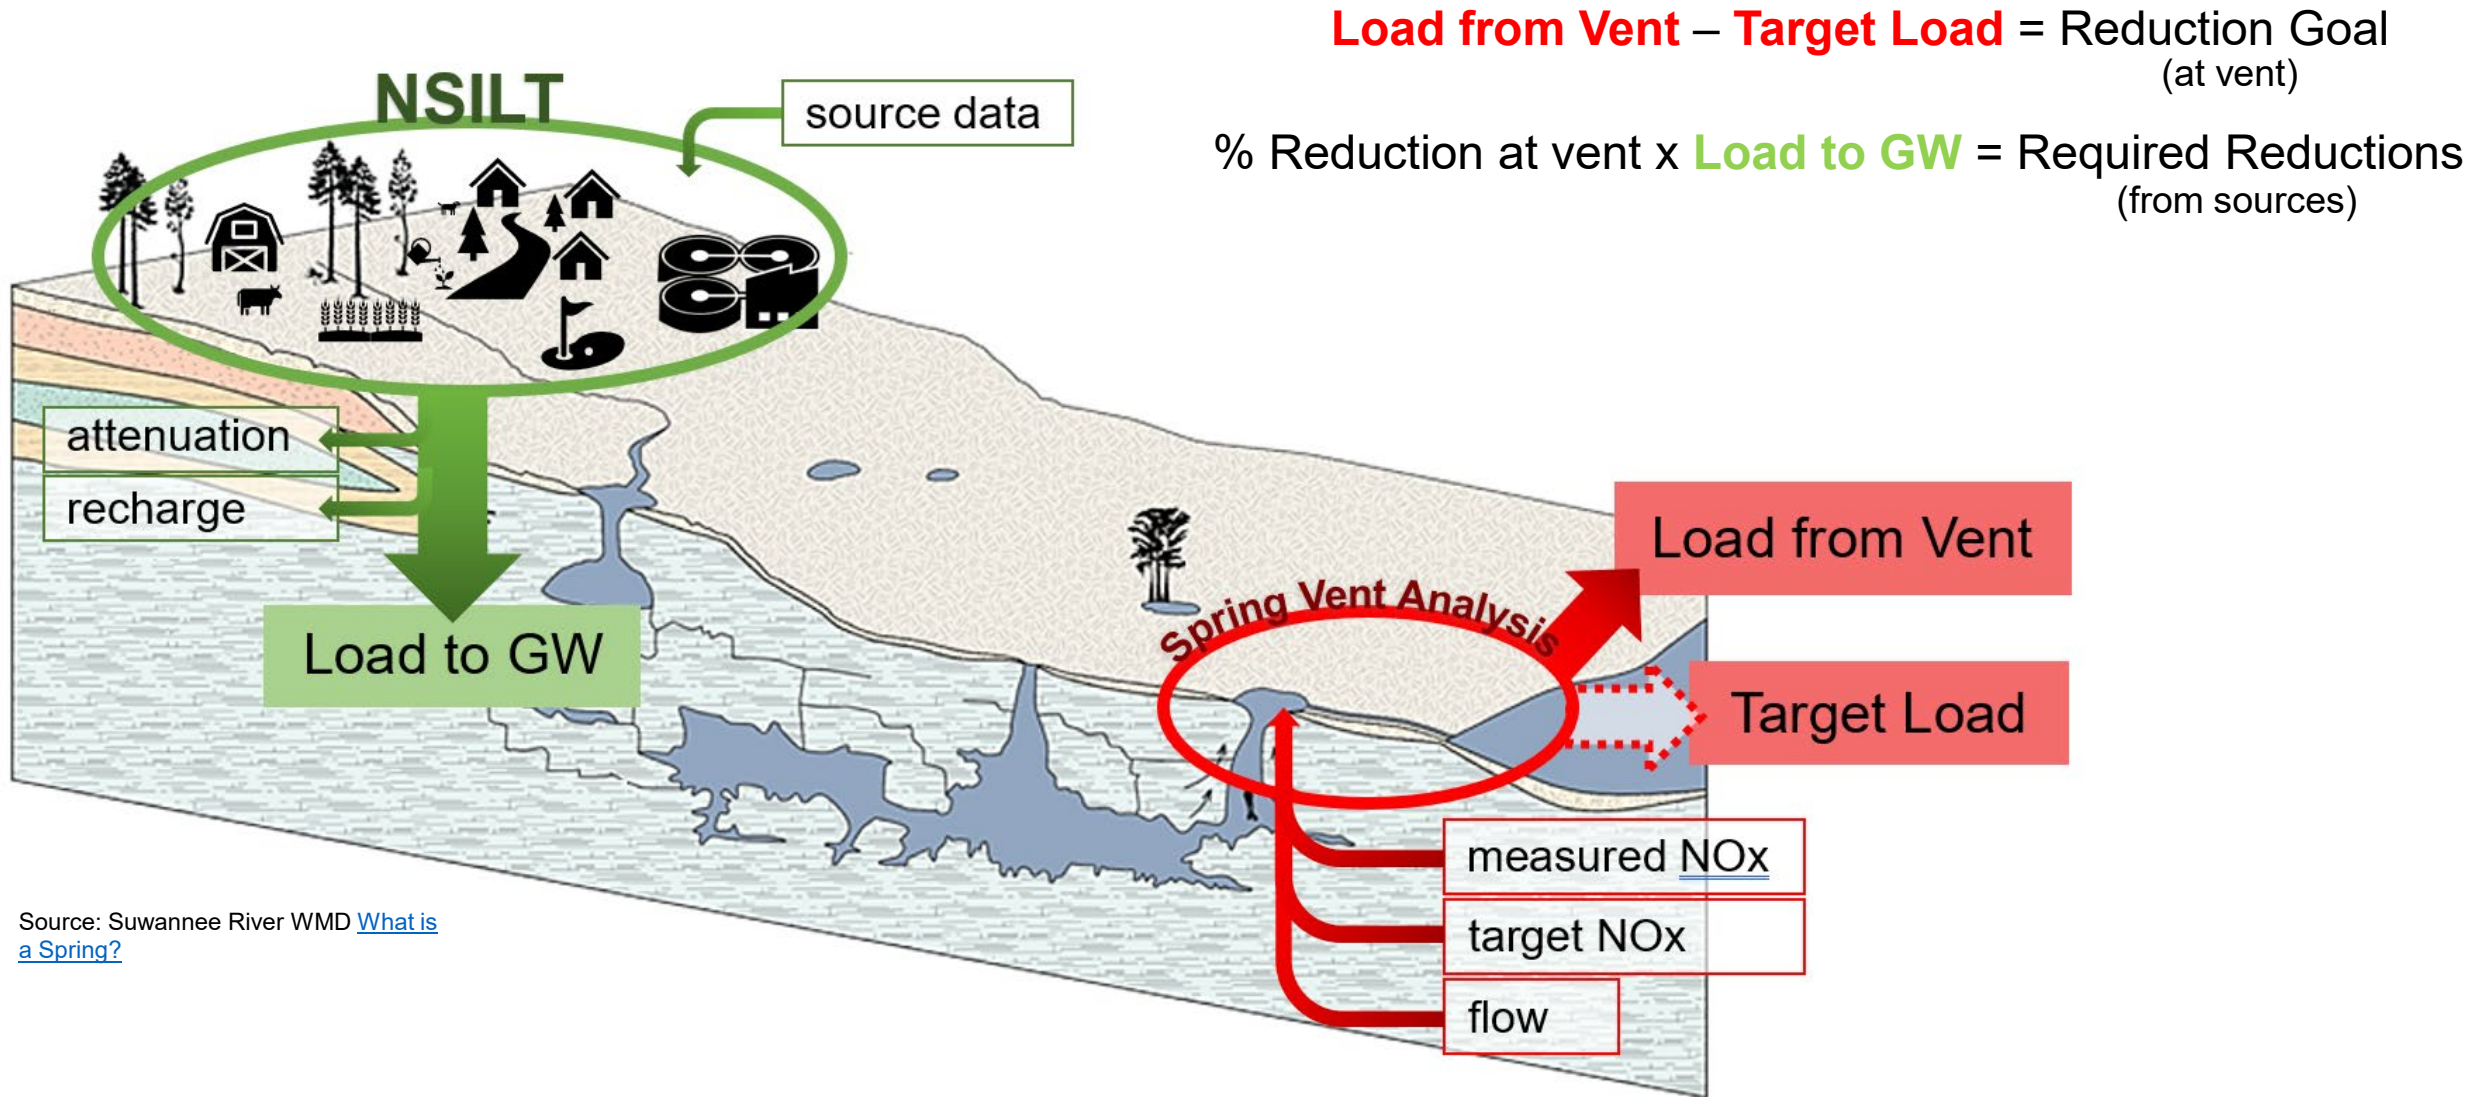 Load from Vent – Target Load = Reduction Goal
(at vent)
% Reduction at vent x Load to GW = Required Reductions
(from sources)
NSILT
source data
attenuation
recharge
Load to GW
Spring Vent Analysis
Load from Vent
Target Load
measured NOx
target NOx
flow
Source: Suwannee River WMD What is
a Spring?